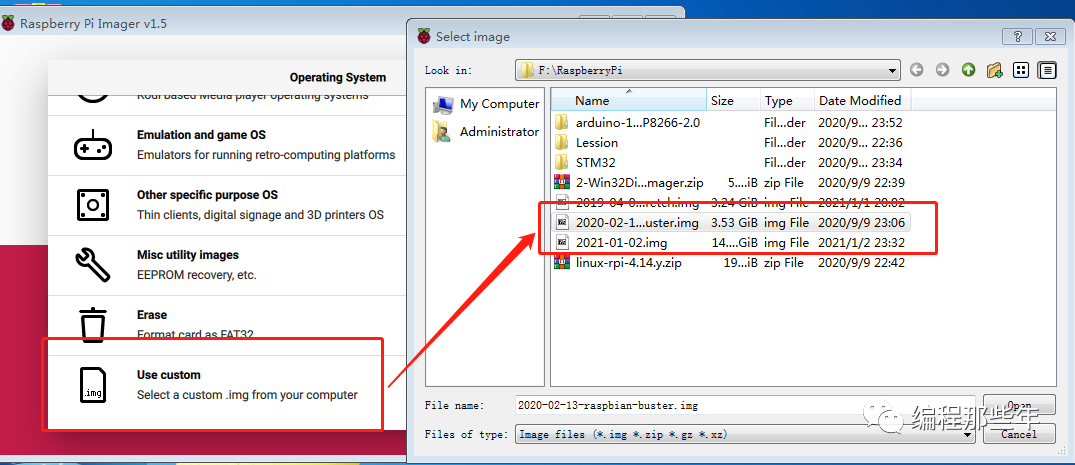 Raspberry Pi Imager v1.5
Operating System
Kodi based Media player operating systems
Emulation and game OS
Emulators for running retro-computing platforms
Other specific purpose OS
Thin clients, digital signage and 3D printers OS
Misc utility images
EEPROM recovery, etc.
Erase
Format card as FAT32
Use custom
.img
Select a custom .img from your computer
Select image
Look in:
F:\RaspberryPi
My Computer
Administrator
Name Size Type Date Modified
arduino-1...P8266-2.0 Fil...der 2020/9... 23:52
Lession Fil...der 2020/9... 22:36
STM32 Fil...der 2020/9... 23:34
2-Win32Di...mager.zip 5....iB zip File 2020/9/9 22:39
2019-04-0...retch.img 3.24 GiB img File 2021/1/1 20:02
2020-02-1...uster.img 3.53 GiB img File 2020/9/9 23:06
2021-01-02.img 14....GiB img File 2021/1/2 23:32
linux-rpi-4.14.y.zip 19...iB zip File 2020/9/9 22:42
File name: 2020-02-13-raspbian-buster.img Open
Files of type: Image files (*.img *.zip *.gz *.xz) Cancel
编程那些年